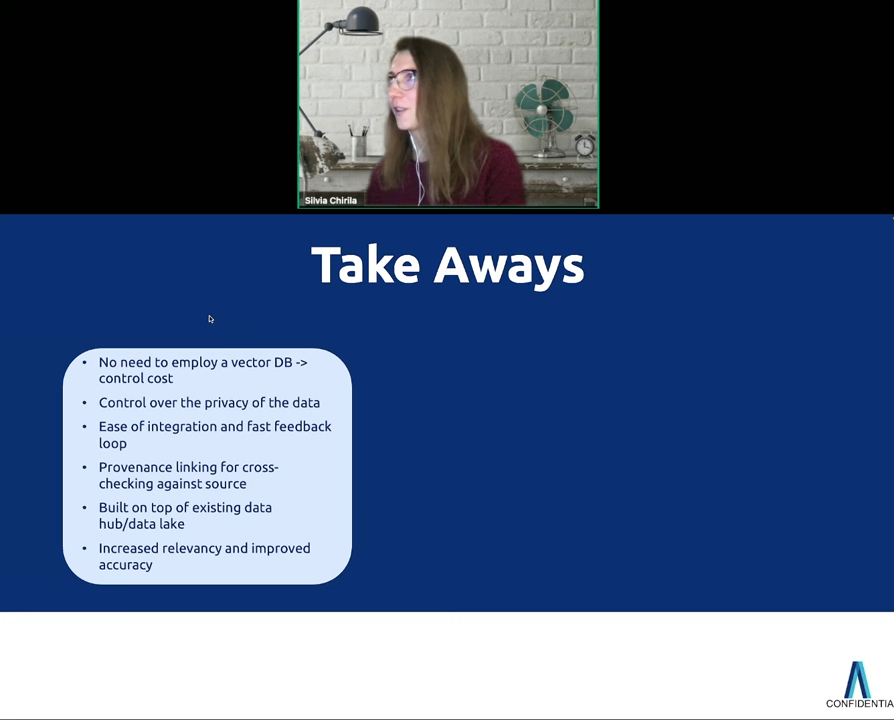 Silvia Chirila
Take Aways
• No need to employ a vector DB ->
control cost
• Control over the privacy of the data
• Ease of integration and fast feedback
loop
• Provenance linking for cross-
checking against source
• Built on top of existing data
hub/data lake
• Increased relevancy and improved
accuracy
CONFIDENTIA